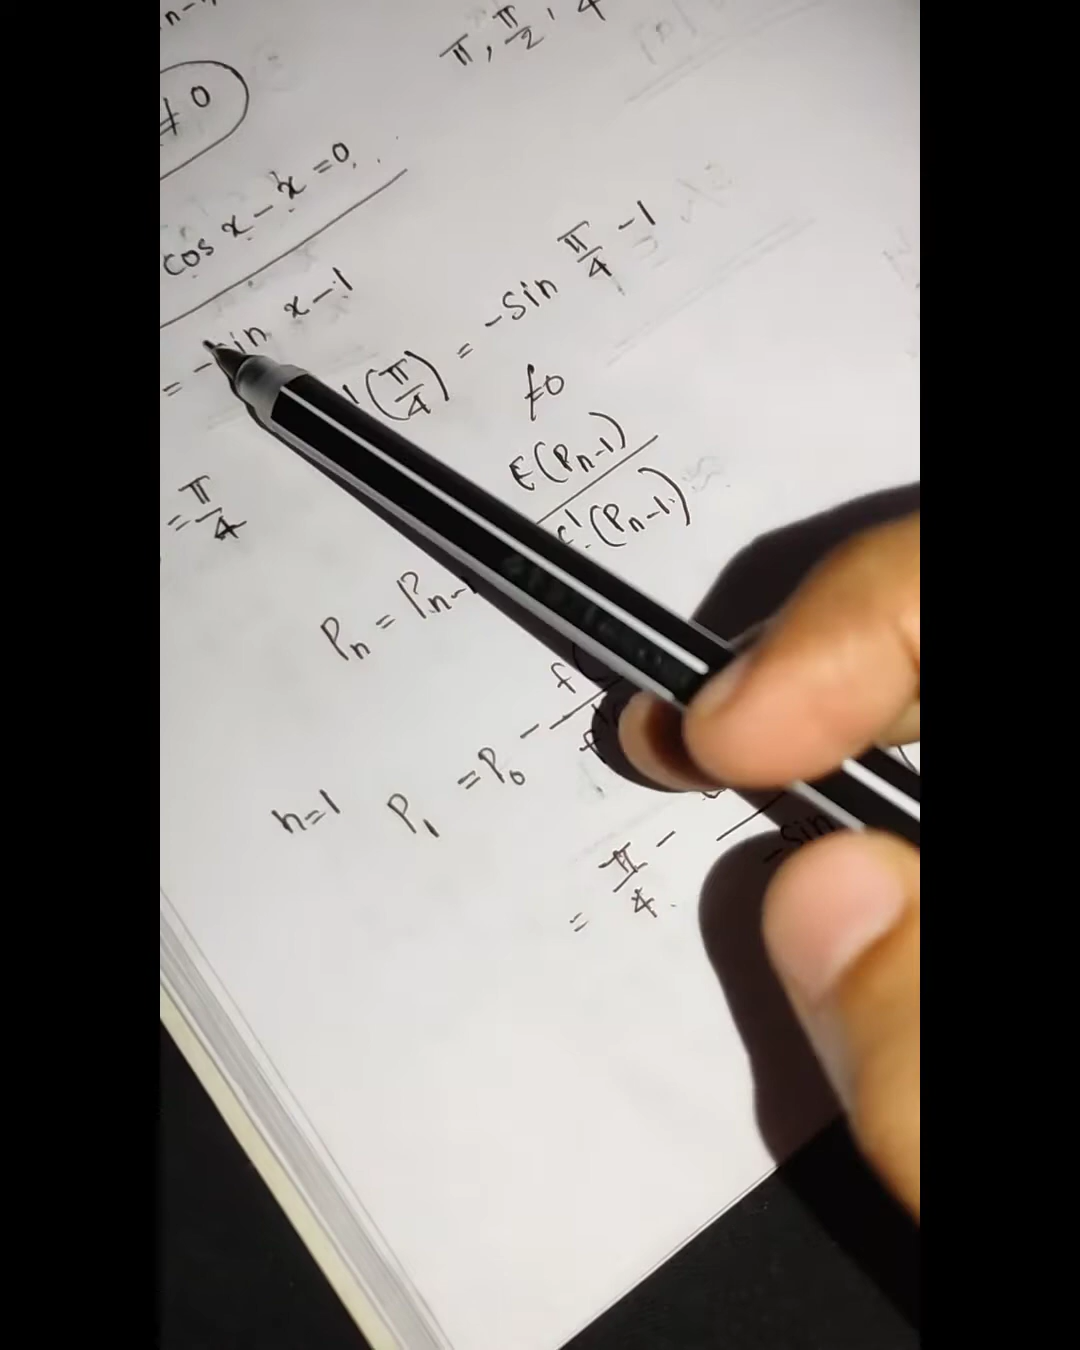 π, π/2,
≠ 0
cos x - x = 0
= -sin x - 1
(π/4) = -sin π/4 - 1
≠0
= π/4
Pn = Pn-1
f(Pn-1)
f'(Pn-1)
n=1 P1 = P0 - f(
= π/4 -
-sin